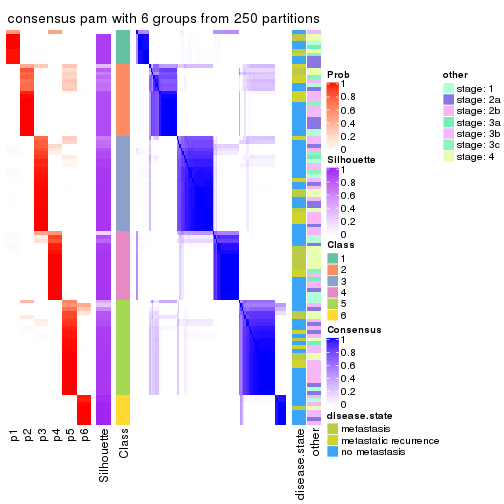 consensus pam with 6 groups from 250 partitions
Prob
1
0.8
0.6
0.4
0.2
0
Silhouette
1
0.8
0.6
0.4
0.2
0
Class
1
2
3
4
5
6
Consensus
1
0.8
0.6
0.4
0.2
0
disease.state
metastasis
metastatic recurrence
no metastasis
other
stage: 1
stage: 2a
stage: 2b
stage: 3a
stage: 3b
stage: 3c
stage: 4
p1
p2
p3
p4
p5
p6
Silhouette
Class
disease.state
other